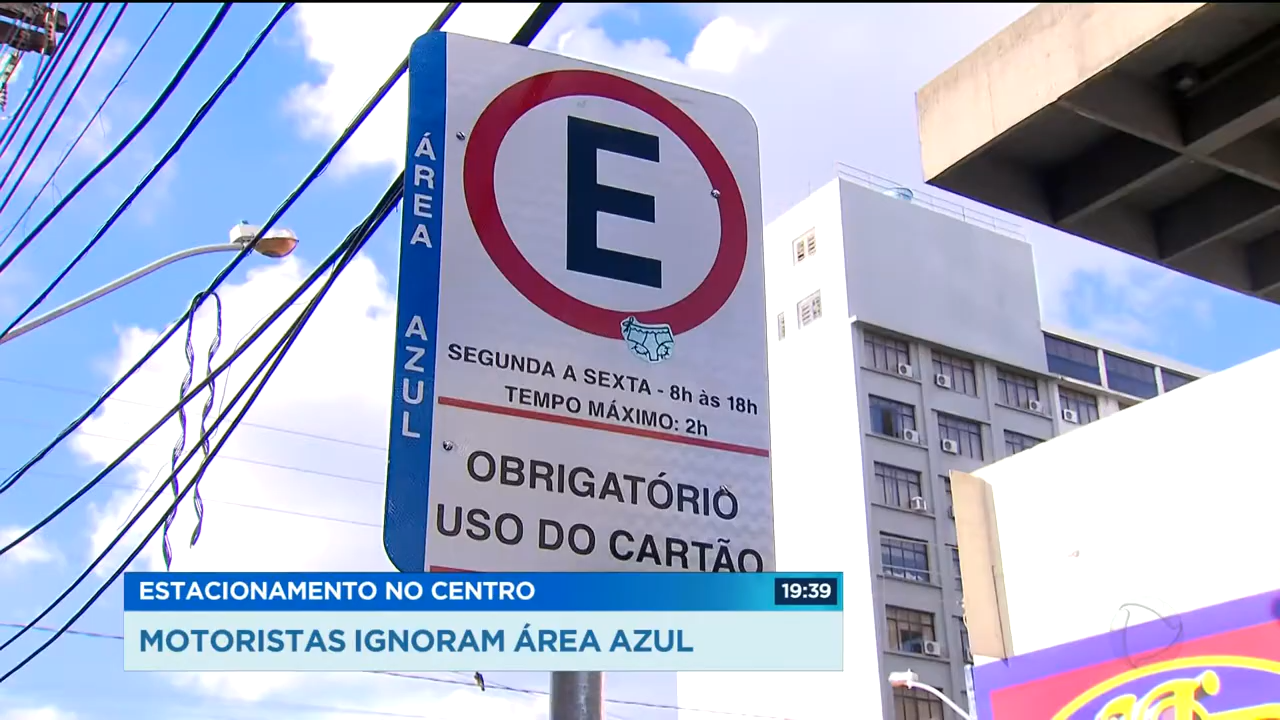 ÁREA AZUL
E
SEGUNDA A SEXTA - 8h às 18h
TEMPO MÁXIMO: 2h
OBRIGATÓRIO
USO DO CARTÃO
ESTACIONAMENTO NO CENTRO
19:39
MOTORISTAS IGNORAM ÁREA AZUL